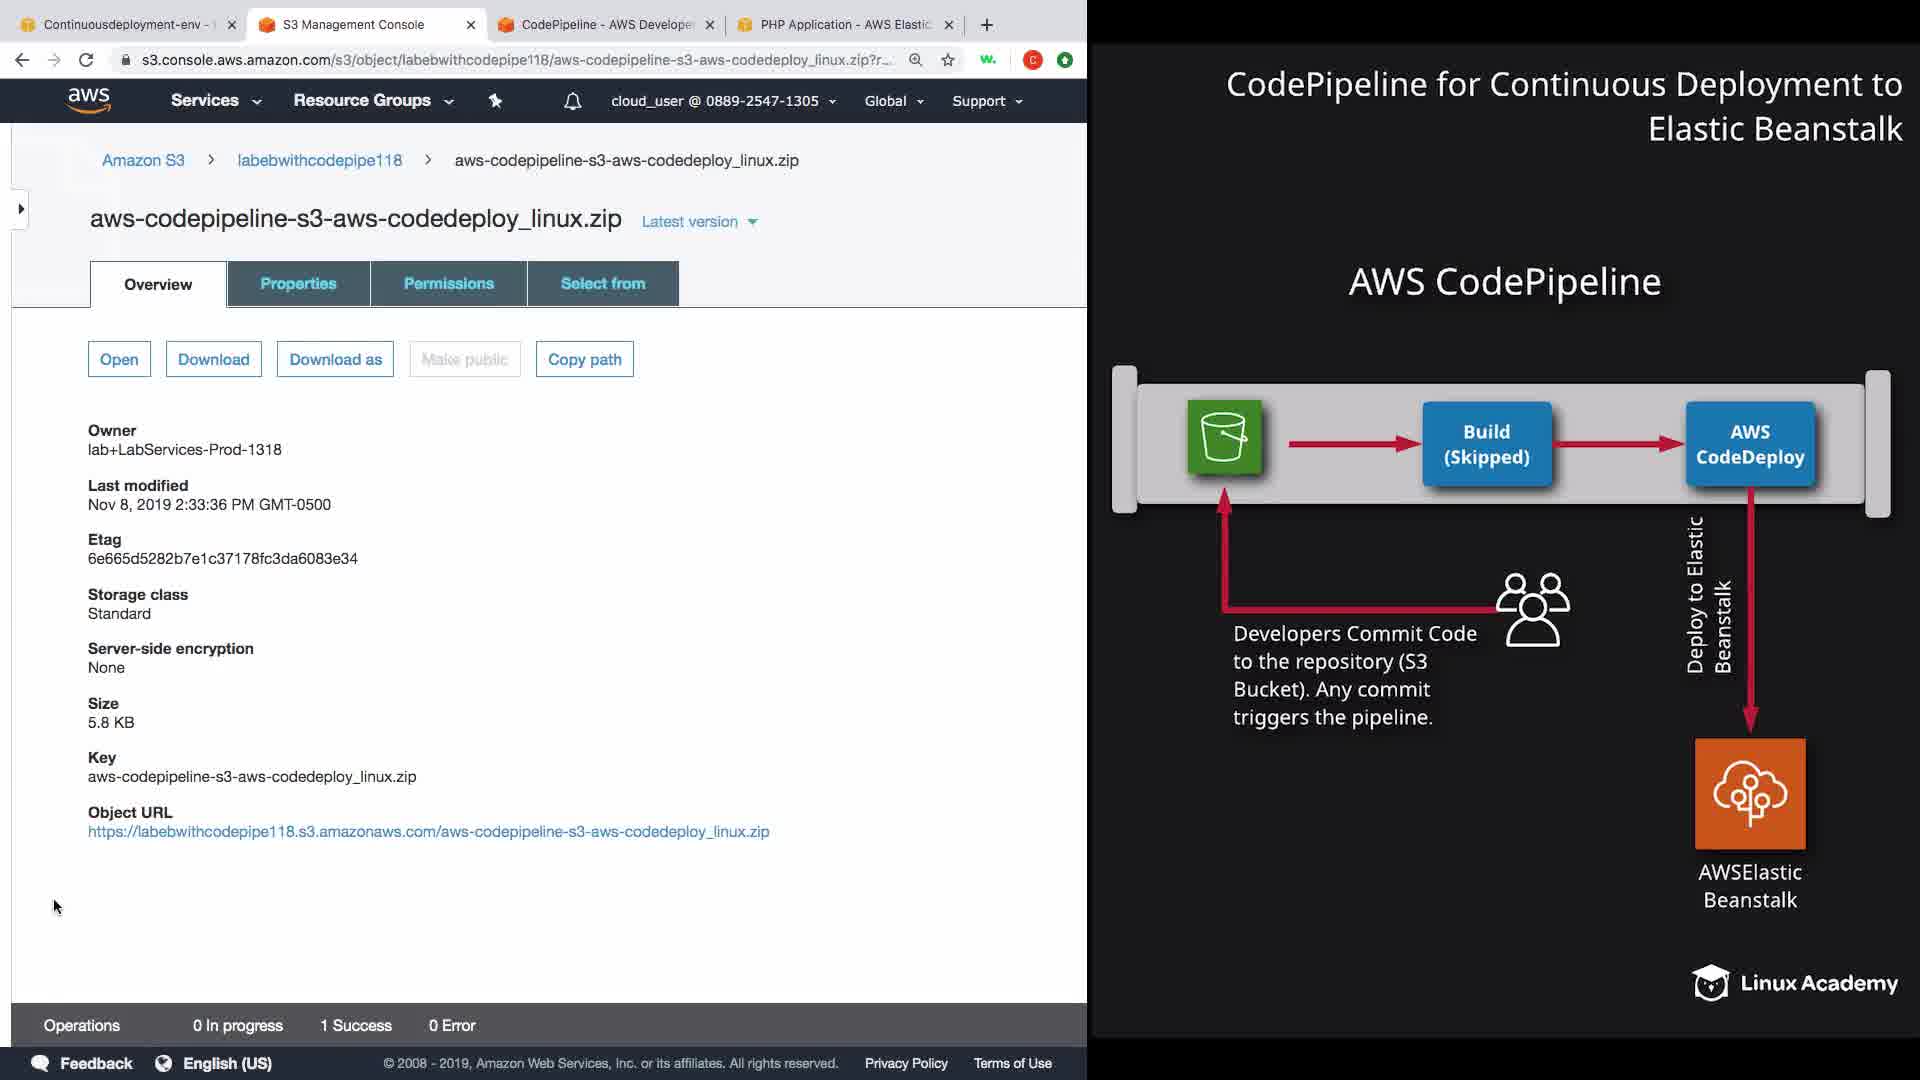 Continuousdeployment-env -
S3 Management Console
CodePipeline - AWS Develope
PHP Application - AWS Elastic
s3.console.aws.amazon.com/s3/object/labebwithcodepipe118/aws-codepipeline-s3-aws-codedeploy_linux.zip?r...
w.
C
aws
Services
Resource Groups
cloud_user @ 0889-2547-1305
Global
Support
Amazon S3 > labebwithcodepipe118 > aws-codepipeline-s3-aws-codedeploy_linux.zip
aws-codepipeline-s3-aws-codedeploy_linux.zip
Latest version
Overview
Properties
Permissions
Select from
Open
Download
Download as
Make public
Copy path
Owner
lab+LabServices-Prod-1318
Last modified
Nov 8, 2019 2:33:36 PM GMT-0500
Etag
6e665d5282b7e1c37178fc3da6083e34
Storage class
Standard
Server-side encryption
None
Size
5.8 KB
Key
aws-codepipeline-s3-aws-codedeploy_linux.zip
Object URL
https://labebwithcodepipe118.s3.amazonaws.com/aws-codepipeline-s3-aws-codedeploy_linux.zip
Operations
0 In progress
1 Success
0 Error
Feedback
English (US)
© 2008 - 2019, Amazon Web Services, Inc. or its affiliates. All rights reserved.
Privacy Policy
Terms of Use
CodePipeline for Continuous Deployment to
Elastic Beanstalk
AWS CodePipeline
Build
(Skipped)
AWS
CodeDeploy
Developers Commit Code
to the repository (S3
Bucket). Any commit
triggers the pipeline.
Deploy to Elastic
Beanstalk
AWSElastic
Beanstalk
Linux Academy